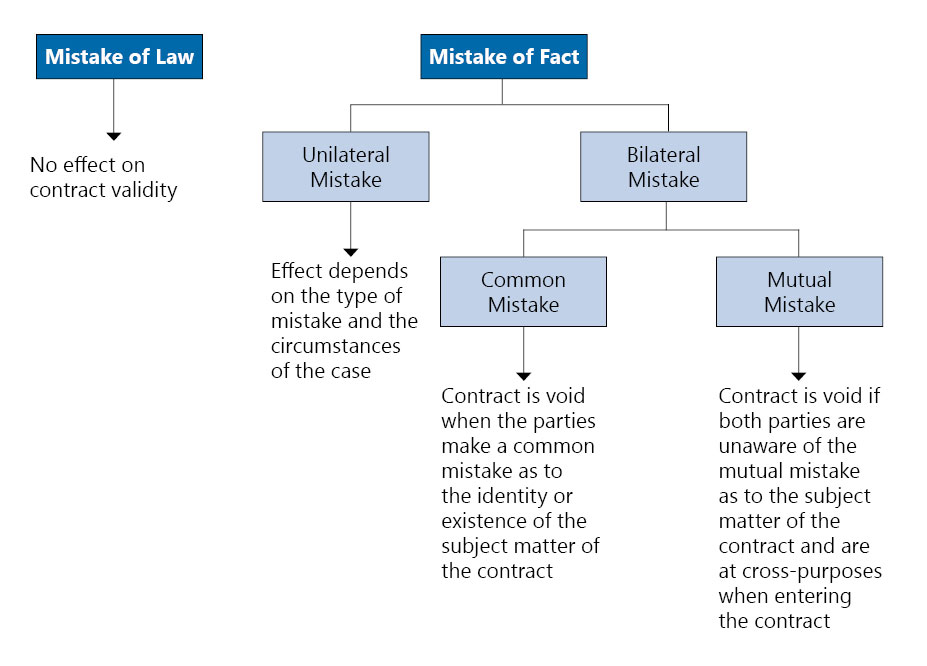 Mistake of Law
Mistake of Fact
No effect on
contract validity
Unilateral
Mistake
Bilateral
Mistake
Effect depends
on the type of
mistake and the
circumstances
of the case
Common
Mistake
Mutual
Mistake
Contract is void
when the parties
make a common
mistake as to
the identity or
existence of the
subject matter of
the contract
Contract is void if
both parties are
unaware of the
mutual mistake
as to the subject
matter of the
contract and are
at cross-purposes
when entering
the contract